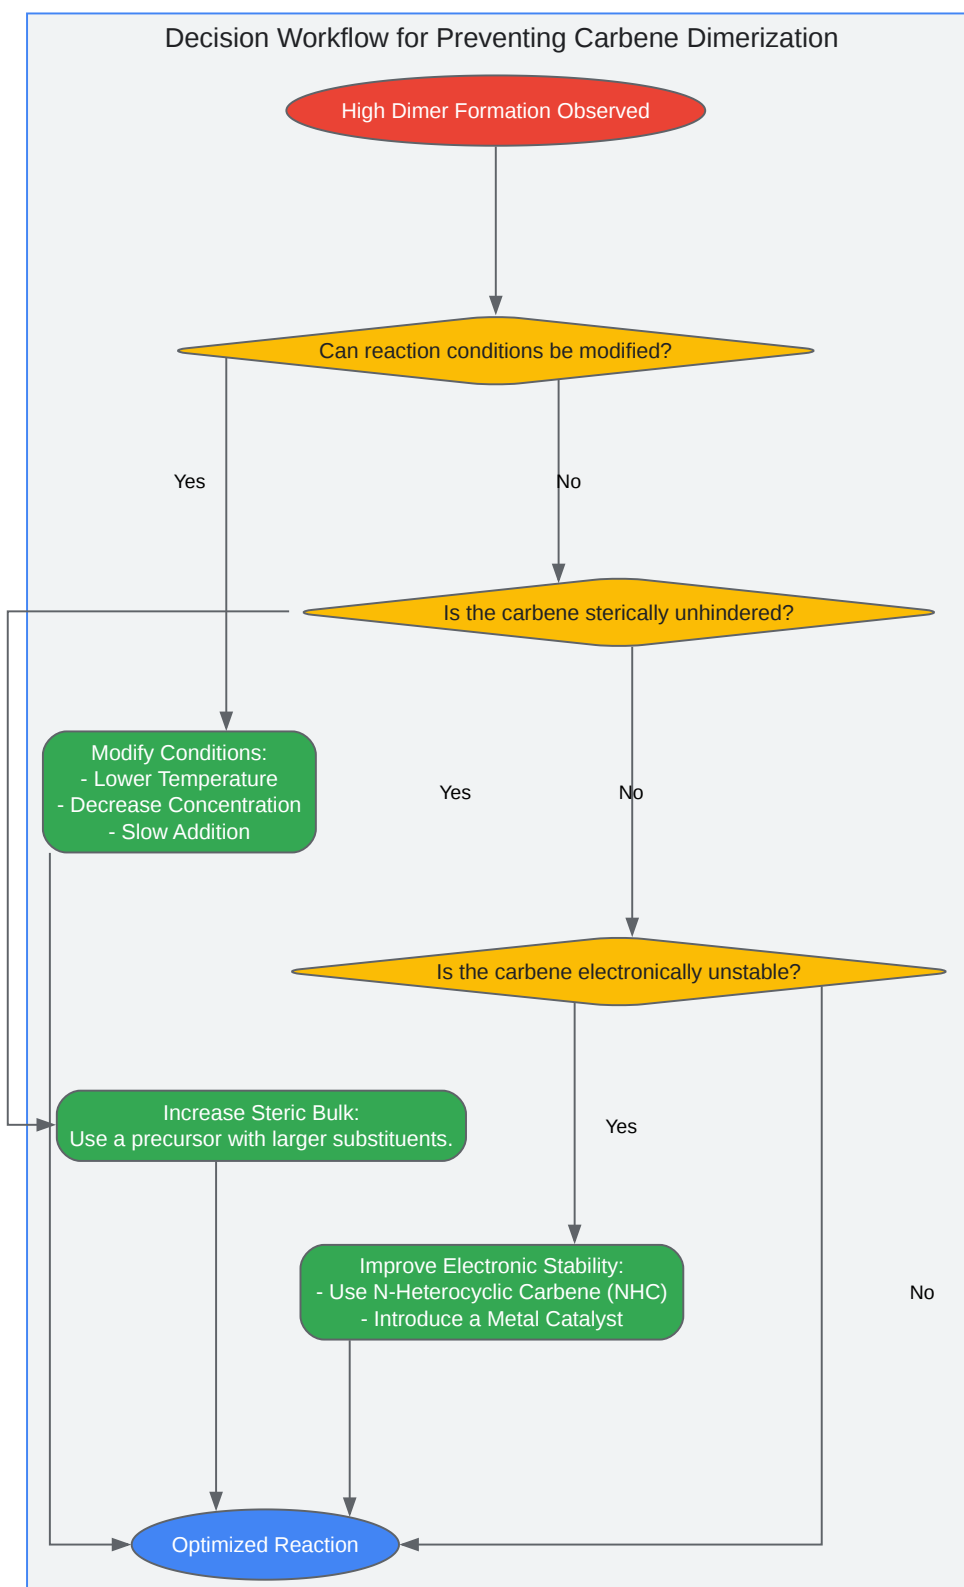 Decision Workflow for Preventing Carbene Dimerization
High Dimer Formation Observed
Can reaction conditions be modified?
Yes
No
Is the carbene sterically unhindered?
Modify Conditions:
- Lower Temperature
- Decrease Concentration
- Slow Addition
Yes
No
Is the carbene electronically unstable?
Increase Steric Bulk:
Use a precursor with larger substituents.
Yes
Improve Electronic Stability:
- Use N-Heterocyclic Carbene (NHC)
- Introduce a Metal Catalyst
No
Optimized Reaction